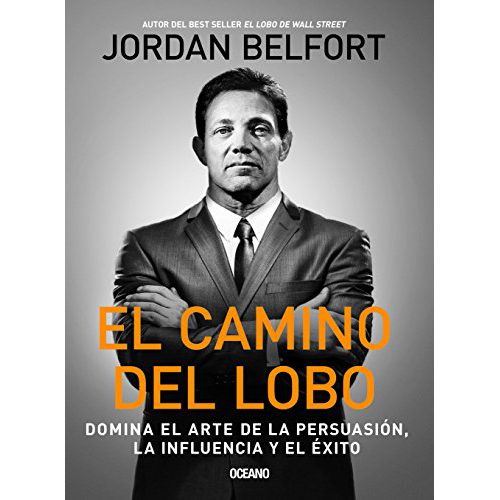 AUTOR DEL BEST SELLER EL LOBO DE WALL STREET
JORDAN BELFORT
EL CAMINO
DEL LOBO
DOMINA EL ARTE DE LA PERSUASIÓN,
LA INFLUENCIA Y EL ÉXITO
OCEANO